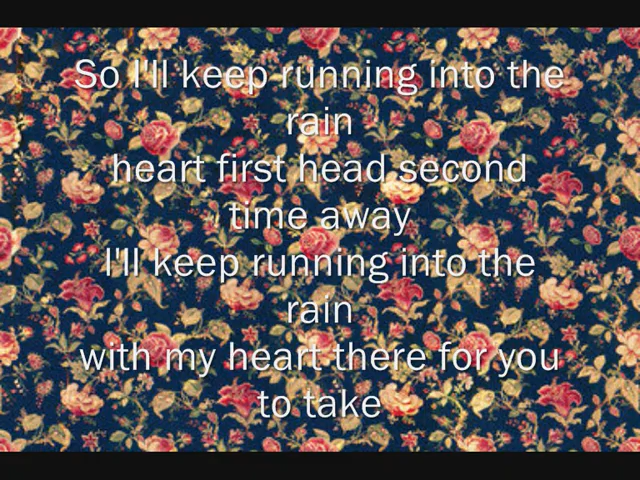 So I'll keep running into the
rain
heart first head second
time away
I'll keep running into the
rain
with my heart there for you
to take